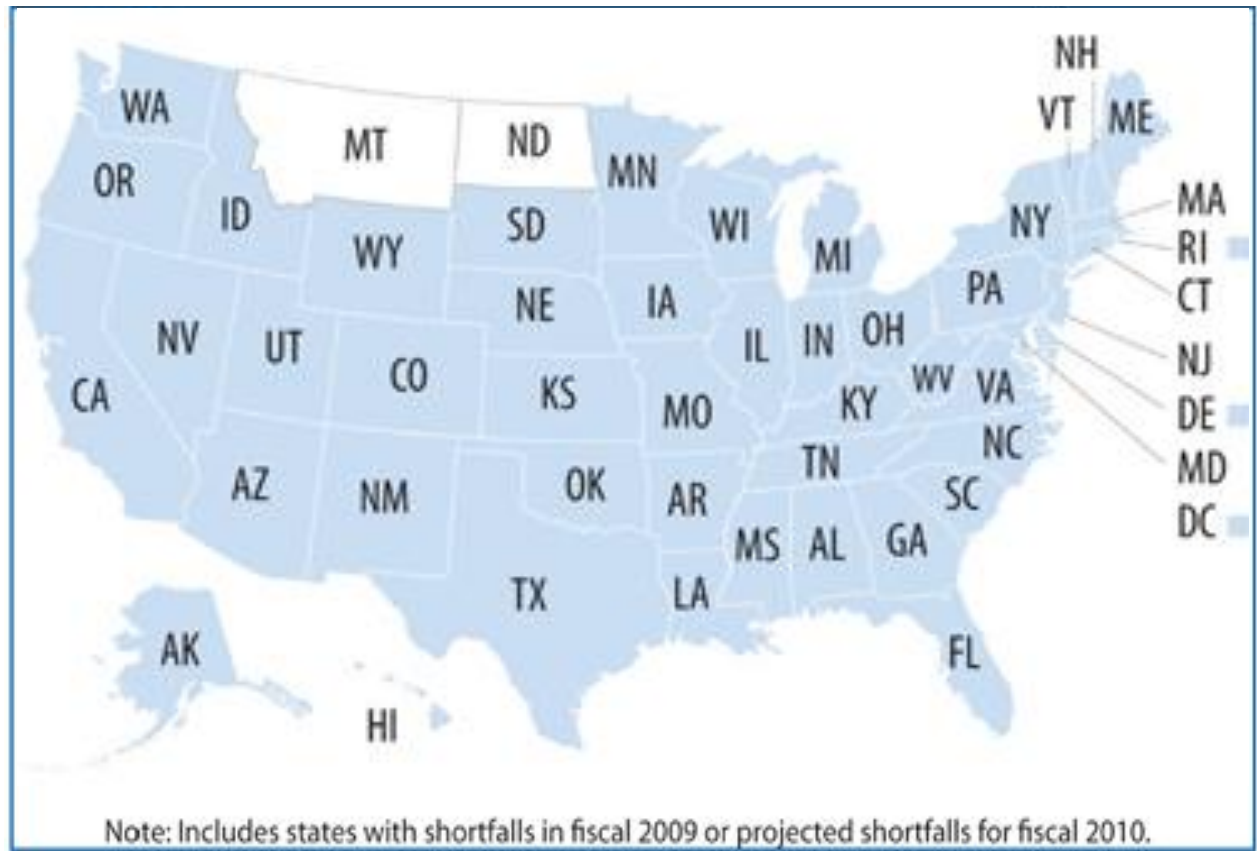 NH
VT
ME
WA
MT
ND
MN
OR
ID
SD
WI
NY
MA
WY
MI
RI
NE
IA
PA
CT
NV
UT
CO
IL
IN
OH
NJ
CA
KS
MO
KY
WV
VA
DE
NC
MD
AZ
NM
OK
AR
TN
SC
DC
MS
AL
GA
TX
LA
AK
FL
HI
Note: Includes states with shortfalls in fiscal 2009 or projected shortfalls for fiscal 2010.